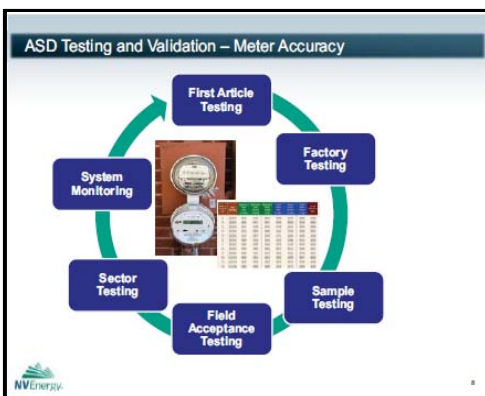 ASD Testing and Validation – Meter Accuracy
First Article
Testing
Factory
Testing
Sample
Testing
Field
Acceptance
Testing
Sector
Testing
System
Monitoring
NVEnergy.
8